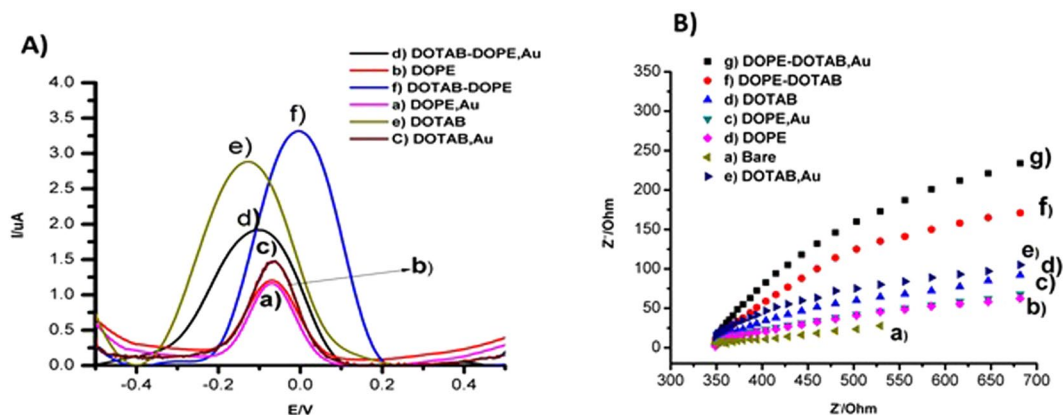 A)
d) DOTAB-DOPE,Au
b) DOPE
f) DOTAB-DOPE
a) DOPE,Au
e) DOTAB
C) DOTAB,Au
4.0
3.5
3.0
2.5
2.0
1.5
1.0
0.5
0.0
I/uA
f)
e)
d)
c)
b)
a)
-0.4
-0.2
0.0
0.2
0.4
E/V
B)
g) DOPE-DOTAB,Au
f) DOPE-DOTAB
d) DOTAB
c) DOPE,Au
d) DOPE
a) Bare
e) DOTAB,Au
350
300
250
200
150
100
50
0
Z''/Ohm
g)
f)
e)
d)
c)
b)
a)
300
350
400
450
500
550
600
650
700
Z'/Ohm